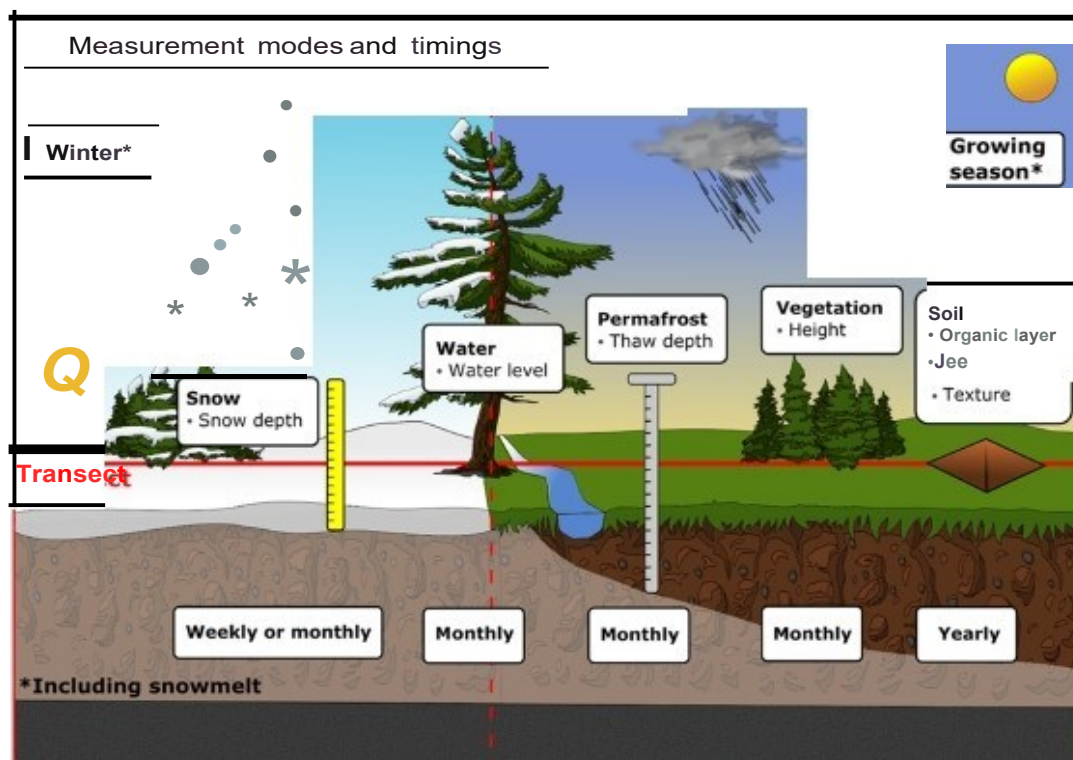 Measurement modes and timings
Winter*
Growing
season*
Snow
• Snow depth
Water
• Water level
Permafrost
• Thaw depth
Vegetation
• Height
Soil
• Organic layer
•Jee
• Texture
Q
Transect
Weekly or monthly
Monthly
Monthly
Monthly
Yearly
*Including snowmelt